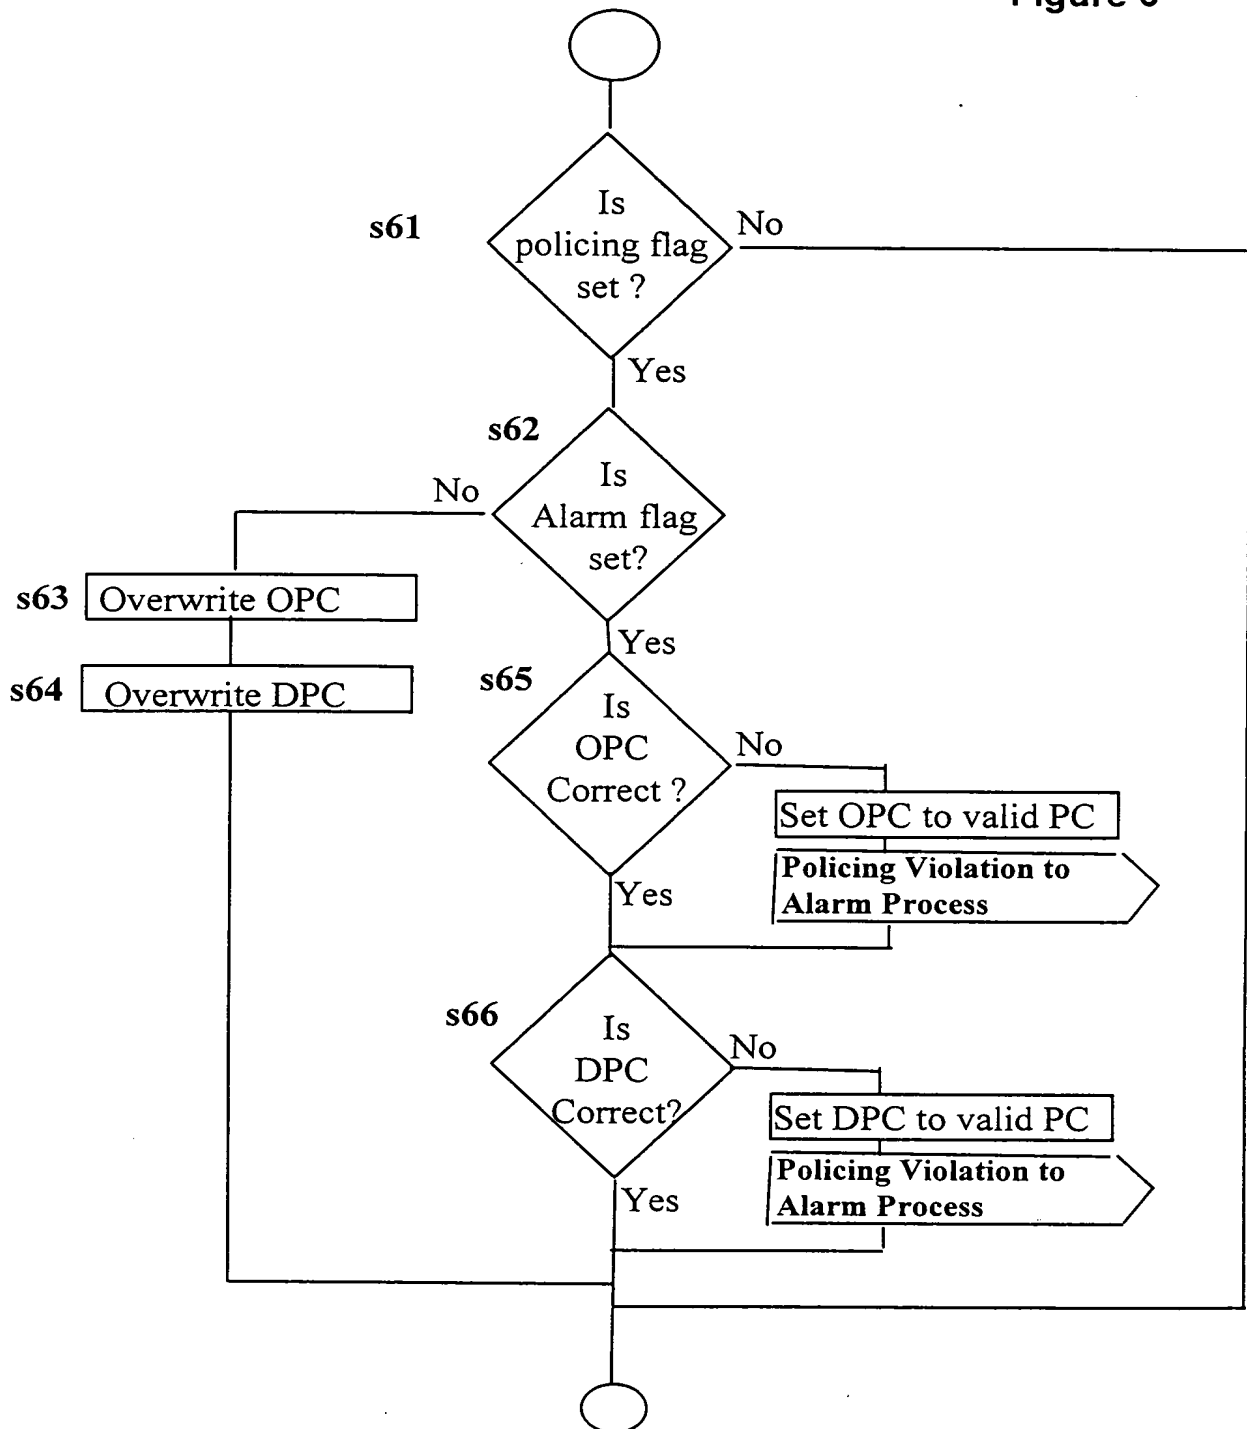 s61
Is
policing flag
set ?
No
Yes
s62
Is
Alarm flag
set?
No
Yes
s63
Overwrite OPC
s64
Overwrite DPC
s65
Is
OPC
Correct ?
No
Yes
Set OPC to valid PC
Policing Violation to
Alarm Process
s66
Is
DPC
Correct?
No
Yes
Set DPC to valid PC
Policing Violation to
Alarm Process